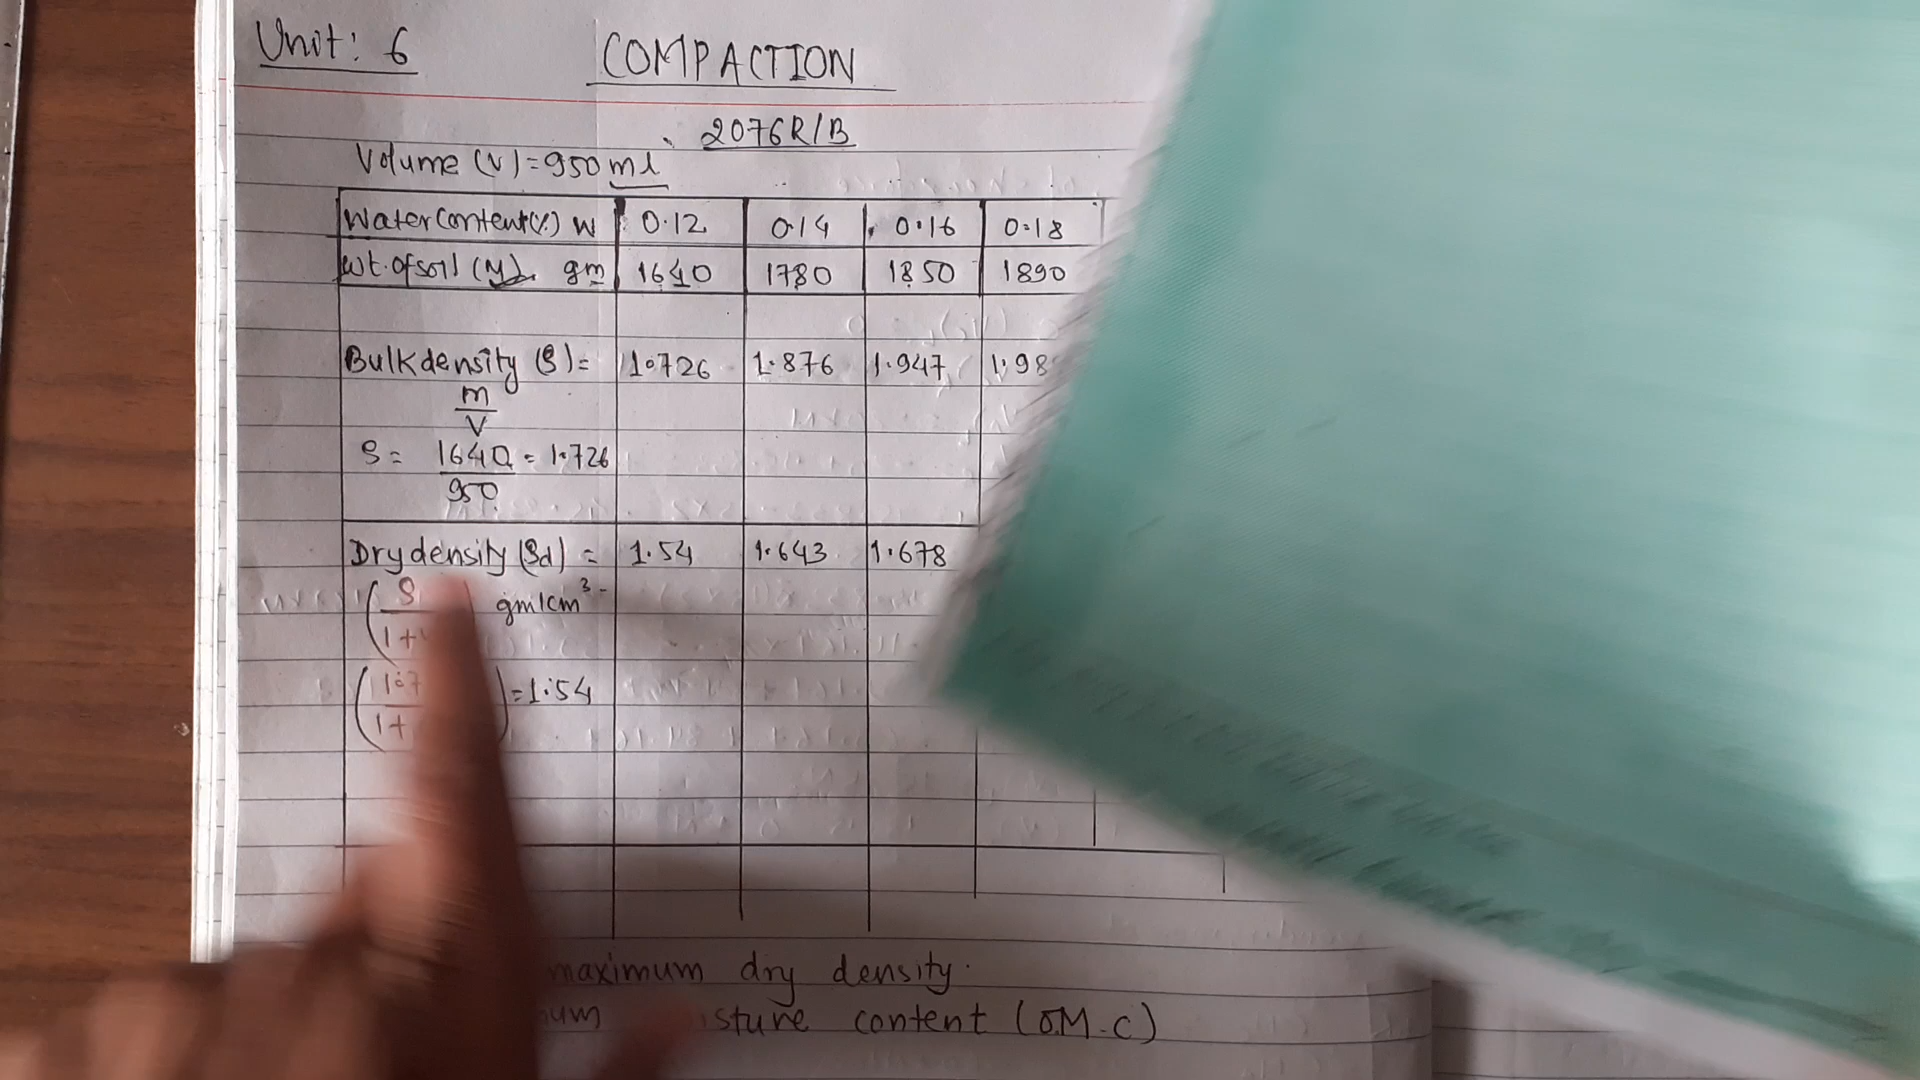 Unit: 6 COMPACTION
2076R/B
Volume (V) = 950 ml
Water Content (%) W 0.12 0.14 0.16 0.18
Wt. of soil (M) gm 1640 1780 1850 1890
Bulk density (ρ) = 1.726 1.876 1.947 1.98
m
V
ρ = 1640 = 1.726
950
Dry density (ρd) = 1.54 1.643 1.678
ρ gm/cm³
1+
= 1.54
1+
maximum dry density.
content (O.M.C)